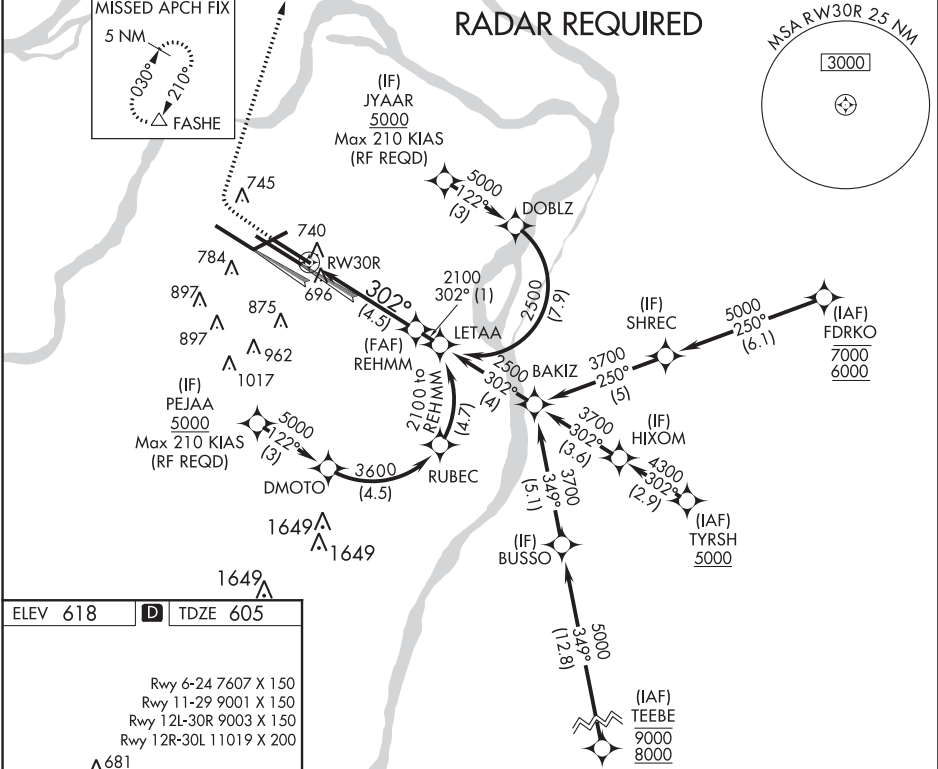 MISSED APCH FIX
5 NM
030°
210°
FASHE
RADAR REQUIRED
MSA RW30R 25 NM
3000
(IF)
JYAAR
5000
Max 210 KIAS
(RF REQD)
5000
122°
(3)
DOBLZ
745
740
784
RW30R
696
897
875
897
962
1017
302°
(4.5)
2100
302° (1)
LETAA
(FAF)
REHMM
2500
(7.9)
(IF)
SHREC
5000
250°
(6.1)
(IAF)
FDRKO
7000
6000
3700
250°
(5)
BAKIZ
2500
302°
(4)
(IF)
PEJAA
5000
Max 210 KIAS
(RF REQD)
5000
122°
(3)
2100 to
REHMM
(4.7)
RUBEC
DMOTO
3600
(4.5)
3700
302°
(3.6)
(IF)
HIXOM
4300
302°
(2.9)
(IAF)
TYRSH
5000
3700
349°
(5.1)
(IF)
BUSSO
1649
1649
1649
5000
349°
(12.8)
(IAF)
TEEBE
9000
8000
ELEV 618 D TDZE 605
Rwy 6-24 7607 X 150
Rwy 11-29 9001 X 150
Rwy 12L-30R 9003 X 150
Rwy 12R-30L 11019 X 200
681